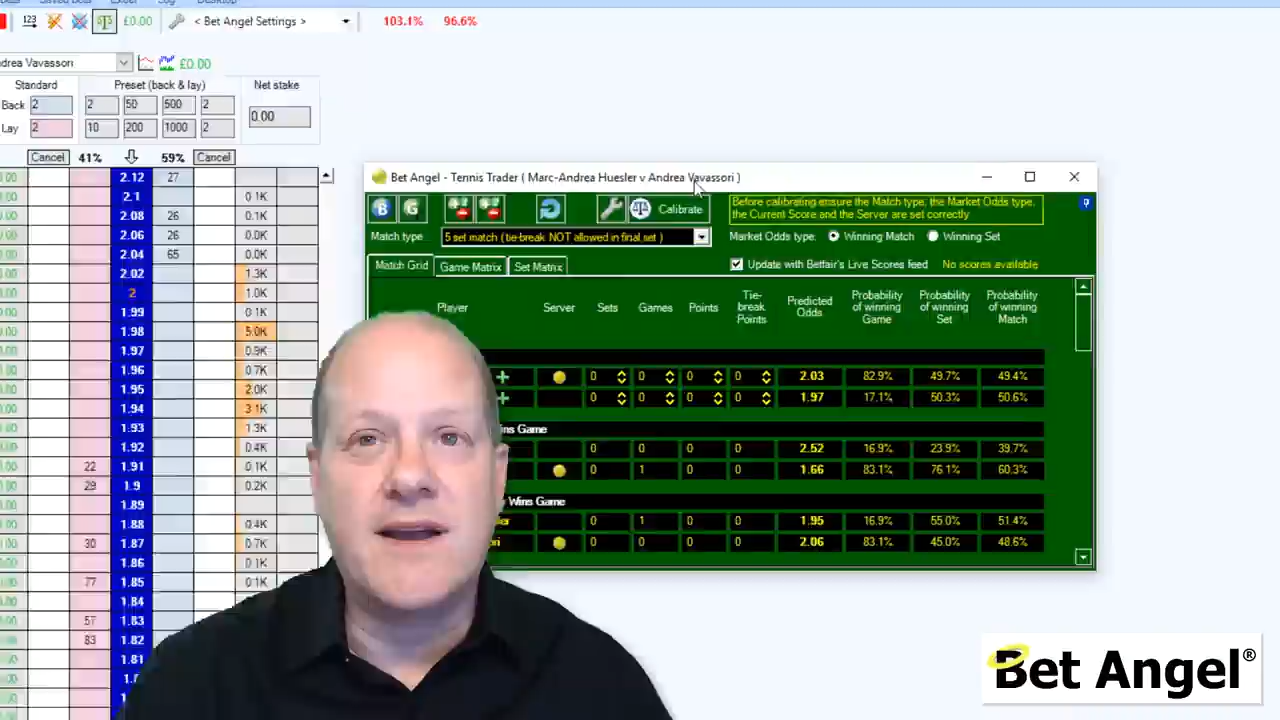 123 £0.00 < Bet Angel Settings > 103.1% 96.6%
drea Vavassori £0.00
Standard Preset (back & lay) Net stake
Back 2 2 50 500 2 0.00
Lay 2 10 200 1000 2
Cancel 41% 59% Cancel
2.12 27
2.1 0.1K
2.08 26 0.1K
2.06 26 0.0K
2.04 65 0.0K
2.02 1.3K
2 1.0K
1.99 0.1K
1.98 5.0K
1.97 0.9K
1.96 0.7K
1.95 2.0K
1.94 3.1K
1.93 1.3K
1.92 0.4K
22 1.91 0.1K
29 1.9 0.2K
1.89
1.88 0.4K
30 1.87 0.7K
1.86 0.1K
77 1.85 0.1K
1.84
57 1.83
83 1.82
1.81
Bet Angel - Tennis Trader ( Marc-Andrea Huesler v Andrea Vavassori )
B G Calibrate
Before calibrating ensure the Match type, the Market Odds type,
the Current Score and the Server are set correctly
Match type 5 set match ( tie-break NOT allowed in final set ) Market Odds type: Winning Match Winning Set
Match Grid Game Matrix Set Matrix Update with Betfair's Live Scores feed No scores available
Player Server Sets Games Points Tie-break Points Predicted Odds Probability of winning Game Probability of winning Set Probability of winning Match
0 0 0 0 2.03 82.9% 49.7% 49.4%
0 0 0 0 1.97 17.1% 50.3% 50.6%
ns Game
0 0 0 2.52 16.9% 23.9% 39.7%
0 1 0 1.66 83.1% 76.1% 60.3%
Wins Game
ler 0 1 0 1.95 16.9% 55.0% 51.4%
ri 0 0 0 2.06 83.1% 45.0% 48.6%
Bet Angel®